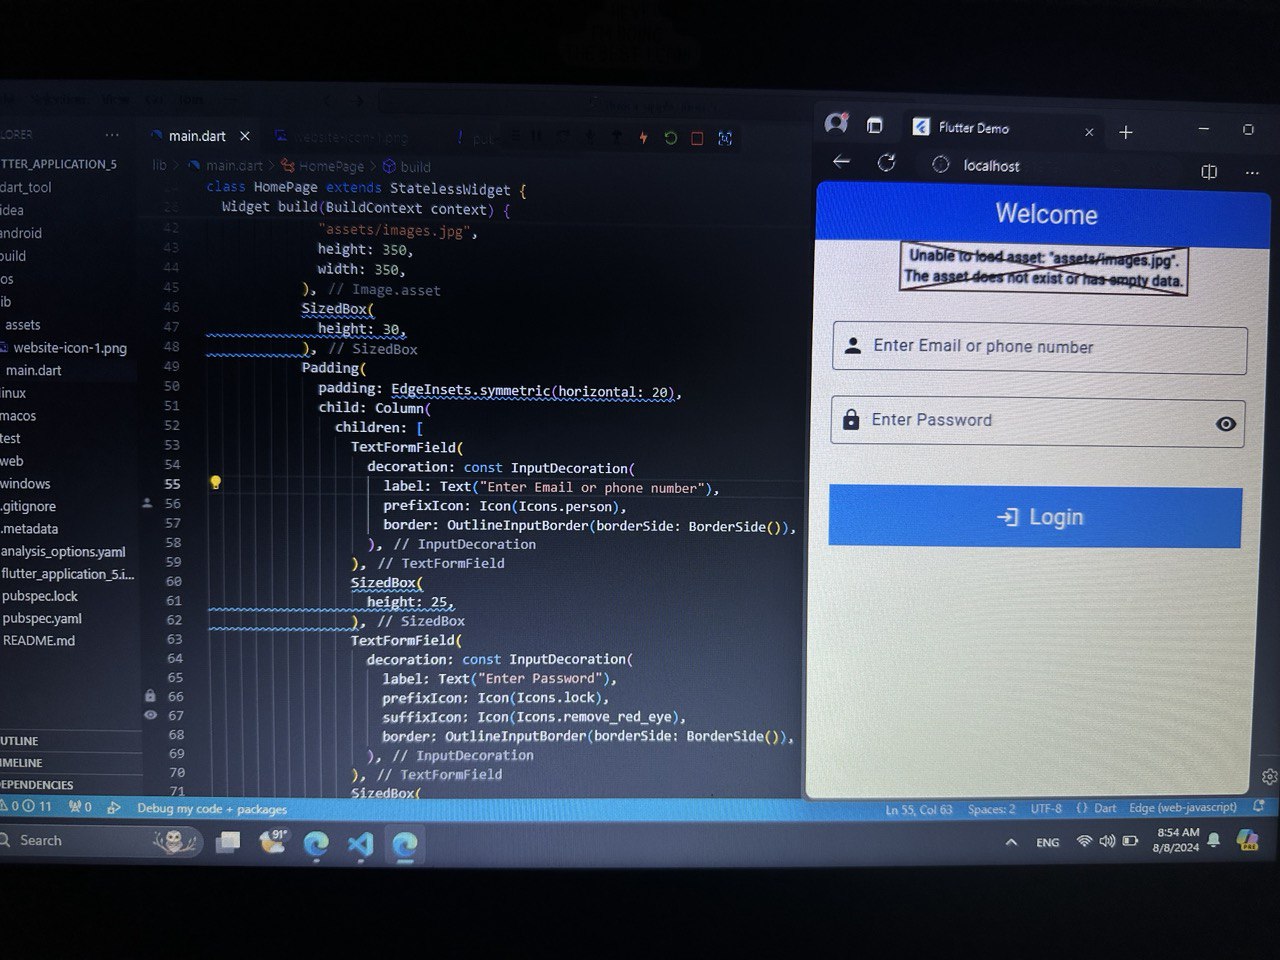 LORER
···
TTER_APPLICATION_5
dart_tool
idea
android
build
os
ib
assets
website-icon-1.png
main.dart
inux
macos
test
web
windows
.gitignore
.metadata
analysis_options.yaml
flutter_application_5.i...
pubspec.lock
pubspec.yaml
README.md
UTLINE
IMELINE
DEPENDENCIES
main.dart
website-icon-1.png
! pub
lib > main.dart > HomePage > build
class HomePage extends StatelessWidget {
Widget build(BuildContext context) {
42 "assets/images.jpg",
43 height: 350,
44 width: 350,
45 ), // Image.asset
46 SizedBox(
47 height: 30,
48 ), // SizedBox
49 Padding(
50 padding: EdgeInsets.symmetric(horizontal: 20),
51 child: Column(
52 children: [
53 TextFormField(
54 decoration: const InputDecoration(
55 label: Text("Enter Email or phone number"),
56 prefixIcon: Icon(Icons.person),
57 border: OutlineInputBorder(borderSide: BorderSide()),
58 ), // InputDecoration
59 ), // TextFormField
60 SizedBox(
61 height: 25,
62 ), // SizedBox
63 TextFormField(
64 decoration: const InputDecoration(
65 label: Text("Enter Password"),
66 prefixIcon: Icon(Icons.lock),
67 suffixIcon: Icon(Icons.remove_red_eye),
68 border: OutlineInputBorder(borderSide: BorderSide()),
69 ), // InputDecoration
70 ), // TextFormField
71 SizedBox(
Flutter Demo
localhost
Welcome
Unable to load asset: "assets/images.jpg".
The asset does not exist or has empty data.
Enter Email or phone number
Enter Password
Login
0 11 0 Debug my code + packages
Ln 55, Col 63 Spaces: 2 UTF-8 {} Dart Edge (web-javascript)
Search
91°
ENG
8:54 AM
8/8/2024
PRE